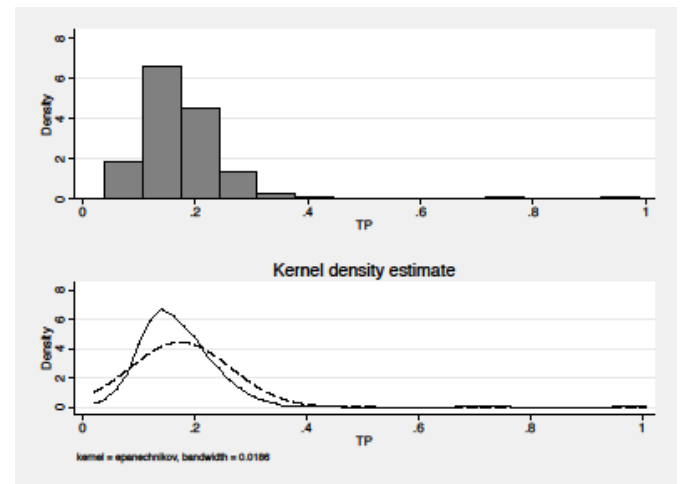 8
6
4
2
0
Density
0 .2 .4 .6 .8 1
TP
Kernel density estimate
8
6
4
2
0
Density
0 .2 .4 .6 .8 1
TP
kernel = epanechnikov, bandwidth = 0.0186